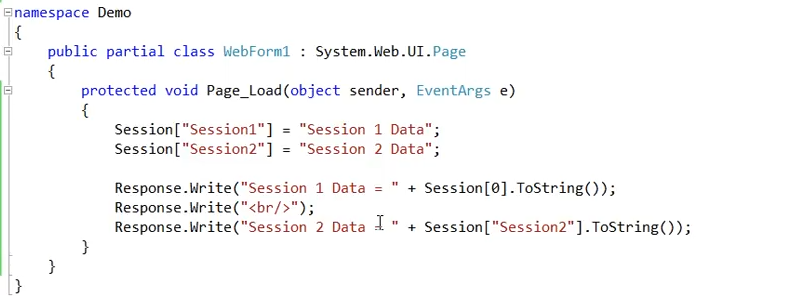 namespace Demo
{
public partial class WebForm1 : System.Web.UI.Page
{
protected void Page_Load(object sender, EventArgs e)
{
Session["Session1"] = "Session 1 Data";
Session["Session2"] = "Session 2 Data";
Response.Write("Session 1 Data = " + Session[0].ToString());
Response.Write("<br/>");
Response.Write("Session 2 Data = " + Session["Session2"].ToString());
}
}
}